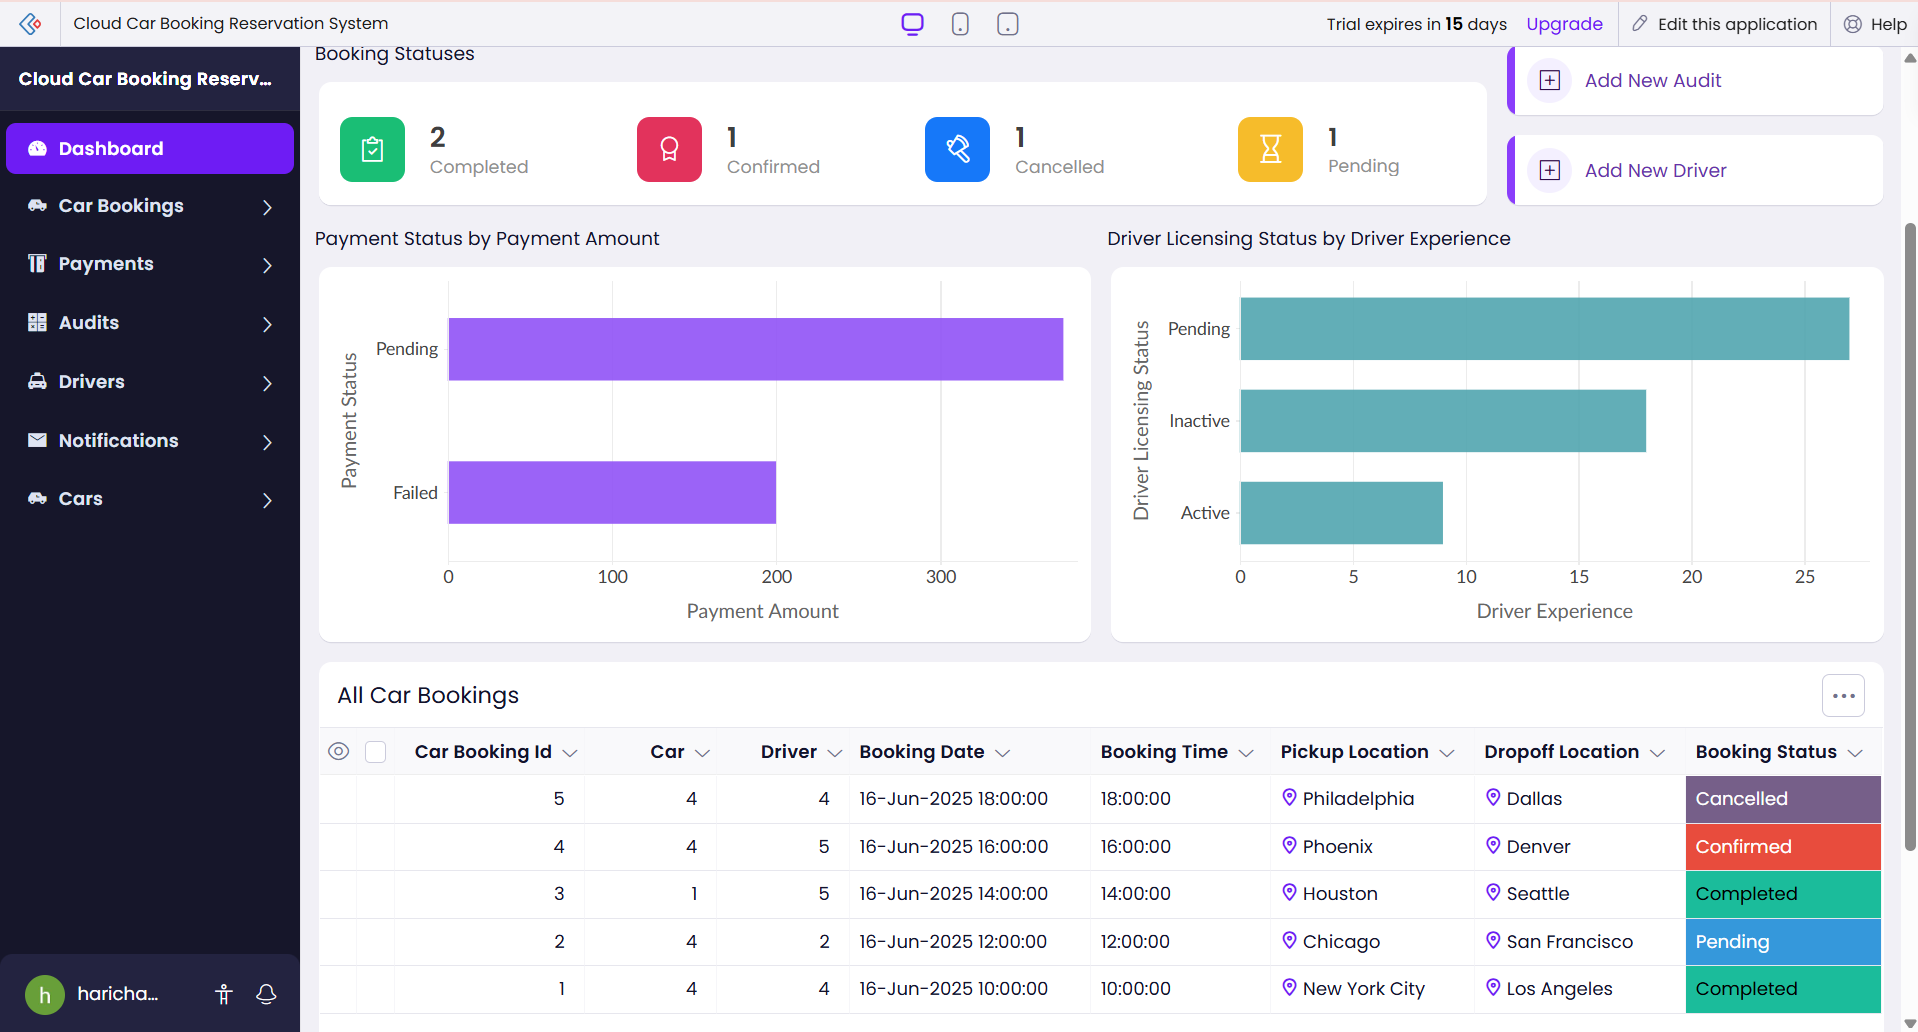 Cloud Car Booking Reservation System
Trial expires in 15 days
Upgrade
Edit this application
Help
Cloud Car Booking Reserv...
Dashboard
Car Bookings
Payments
Audits
Drivers
Notifications
Cars
h
haricha...
Booking Statuses
2
Completed
1
Confirmed
1
Cancelled
1
Pending
Add New Audit
Add New Driver
Payment Status by Payment Amount
Payment Status
Pending
Failed
0 100 200 300
Payment Amount
Driver Licensing Status by Driver Experience
Driver Licensing Status
Pending
Inactive
Active
0 5 10 15 20 25
Driver Experience
All Car Bookings
Car Booking Id Car Driver Booking Date Booking Time Pickup Location Dropoff Location Booking Status
5 4 4 16-Jun-2025 18:00:00 18:00:00 Philadelphia Dallas Cancelled
4 4 5 16-Jun-2025 16:00:00 16:00:00 Phoenix Denver Confirmed
3 1 5 16-Jun-2025 14:00:00 14:00:00 Houston Seattle Completed
2 4 2 16-Jun-2025 12:00:00 12:00:00 Chicago San Francisco Pending
1 4 4 16-Jun-2025 10:00:00 10:00:00 New York City Los Angeles Completed